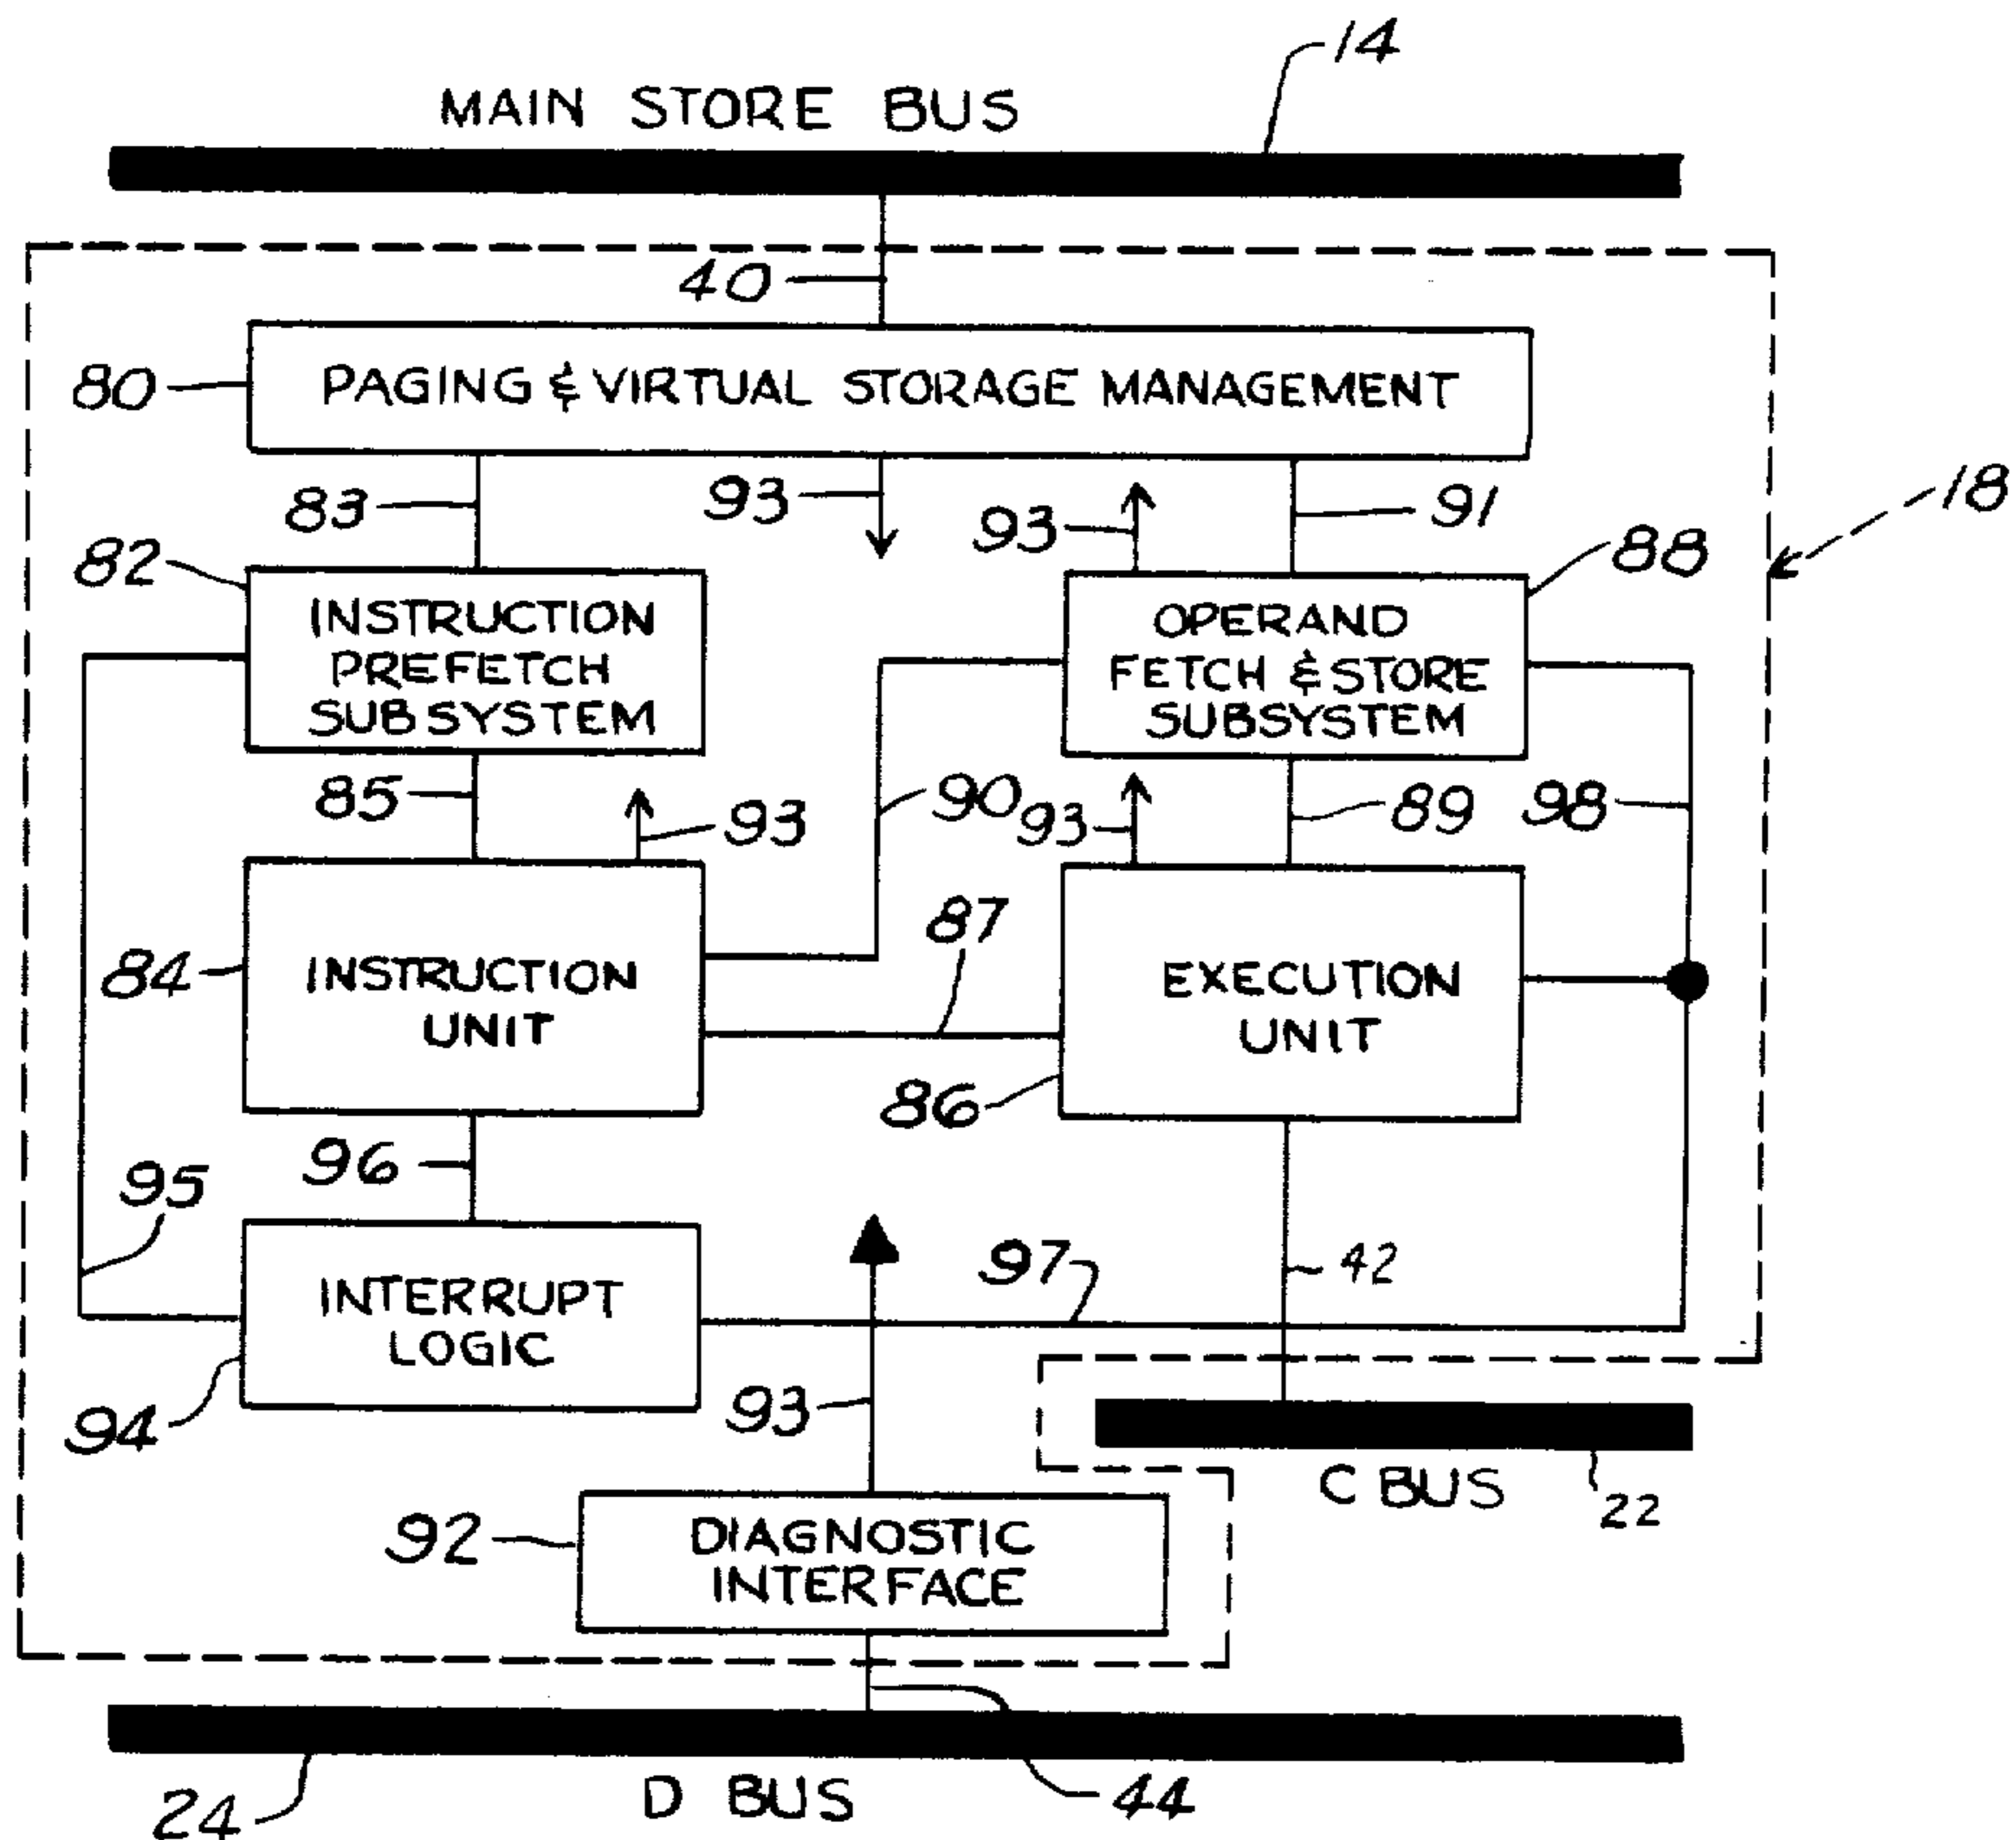 14
MAIN STORE BUS
40
80
PAGING & VIRTUAL STORAGE MANAGEMENT
18
83
93
93
91
88
82
INSTRUCTION
PREFETCH
SUBSYSTEM
OPERAND
FETCH & STORE
SUBSYSTEM
85
93
90
93
89
98
87
84
INSTRUCTION
UNIT
EXECUTION
UNIT
86
96
95
97
42
INTERRUPT
LOGIC
94
93
C BUS
22
92
DIAGNOSTIC
INTERFACE
24
D BUS
44